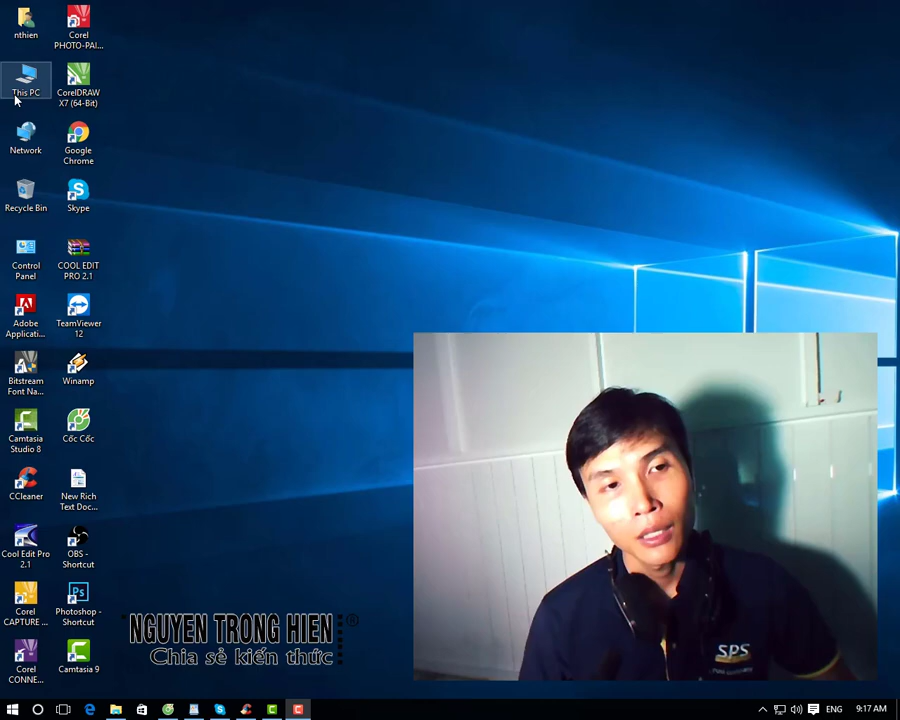 nthien
Corel
PHOTO-PAI...
This PC
CorelDRAW
X7 (64-Bit)
Network
Google
Chrome
Recycle Bin
Skype
Control
Panel
COOL EDIT
PRO 2.1
Adobe
Applicati...
TeamViewer
12
Bitstream
Font Na...
Winamp
Camtasia
Studio 8
Cốc Cốc
CCleaner
New Rich
Text Doc...
Cool Edit Pro
2.1
OBS -
Shortcut
Corel
CAPTURE ...
Photoshop -
Shortcut
Corel
CONNE...
Camtasia 9
NGUYEN TRONG HIEN ®
Chia sẻ kiến thức
SPS
ENG
9:17 AM